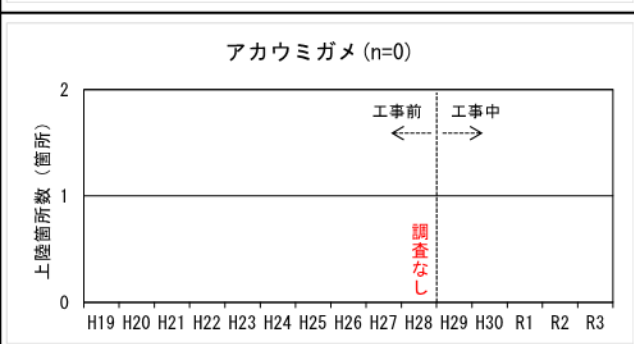 アカウミガメ(n=0)
2
工事前 工事中
上陸箇所数（箇所）
1
調査なし
0
H19 H20 H21 H22 H23 H24 H25 H26 H27 H28 H29 H30 R1 R2 R3